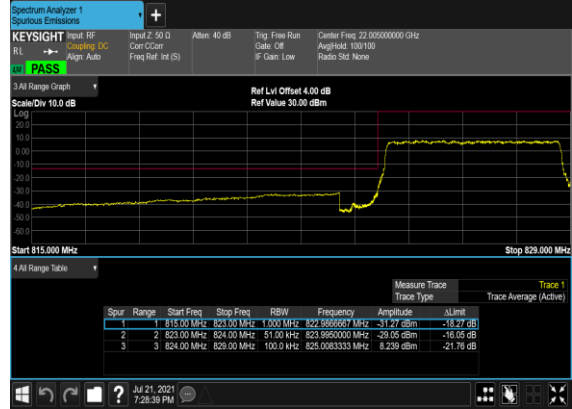 Spectrum Analyzer 1
Spurious Emissions
+
KEYSIGHT Input: RF Input Z: 50 Ω Atten: 40 dB Trig: Free Run Center Freq: 22.005000000 GHz
RL Coupling: DC Corr CCorr Gate: Off Avg|Hold: 100/100
Align: Auto Freq Ref: Int (S) IF Gain: Low Radio Std: None
PASS
3 All Range Graph
Ref Lvl Offset 4.00 dB
Scale/Div 10.0 dB Ref Value 30.00 dBm
Log
20.0
10.0
0.00
-10.0
-20.0
-30.0
-40.0
-50.0
-60.0
Start 815.000 MHz Stop 829.000 MHz
4 All Range Table
Measure Trace Trace 1
Trace Type Trace Average (Active)
Spur Range Start Freq Stop Freq RBW Frequency Amplitude ΔLimit
1 1 815.00 MHz 823.00 MHz 1.000 MHz 822.9866667 MHz -31.27 dBm -18.27 dB
2 2 823.00 MHz 824.00 MHz 51.00 kHz 823.9950000 MHz -29.05 dBm -16.05 dB
3 3 824.00 MHz 829.00 MHz 100.0 kHz 825.0083333 MHz 8.239 dBm -21.76 dB
? Jul 21, 2021
7:28:39 PM